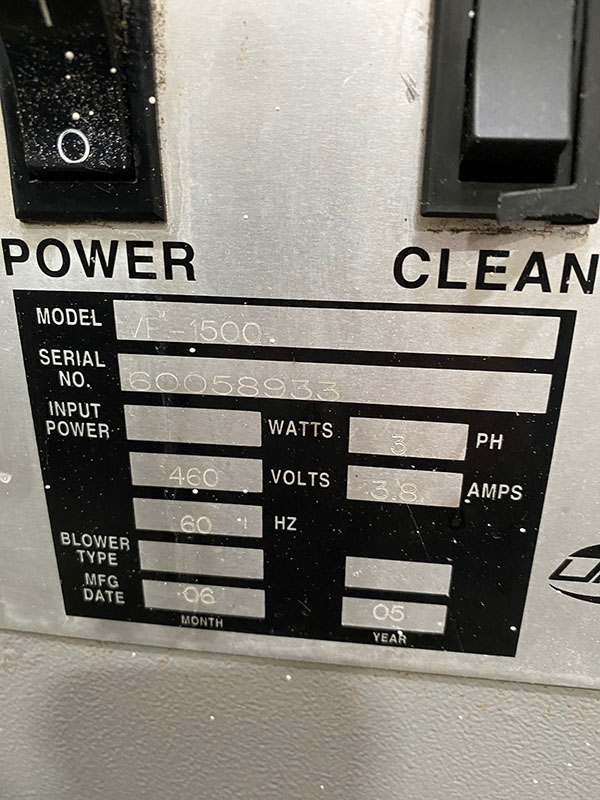 O
POWER CLEAN
MODEL -1500
SERIAL NO. 60058933
INPUT POWER WATTS 3 PH
460 VOLTS 3.8 AMPS
60 HZ
BLOWER TYPE
MFG DATE 06 05
MONTH YEAR